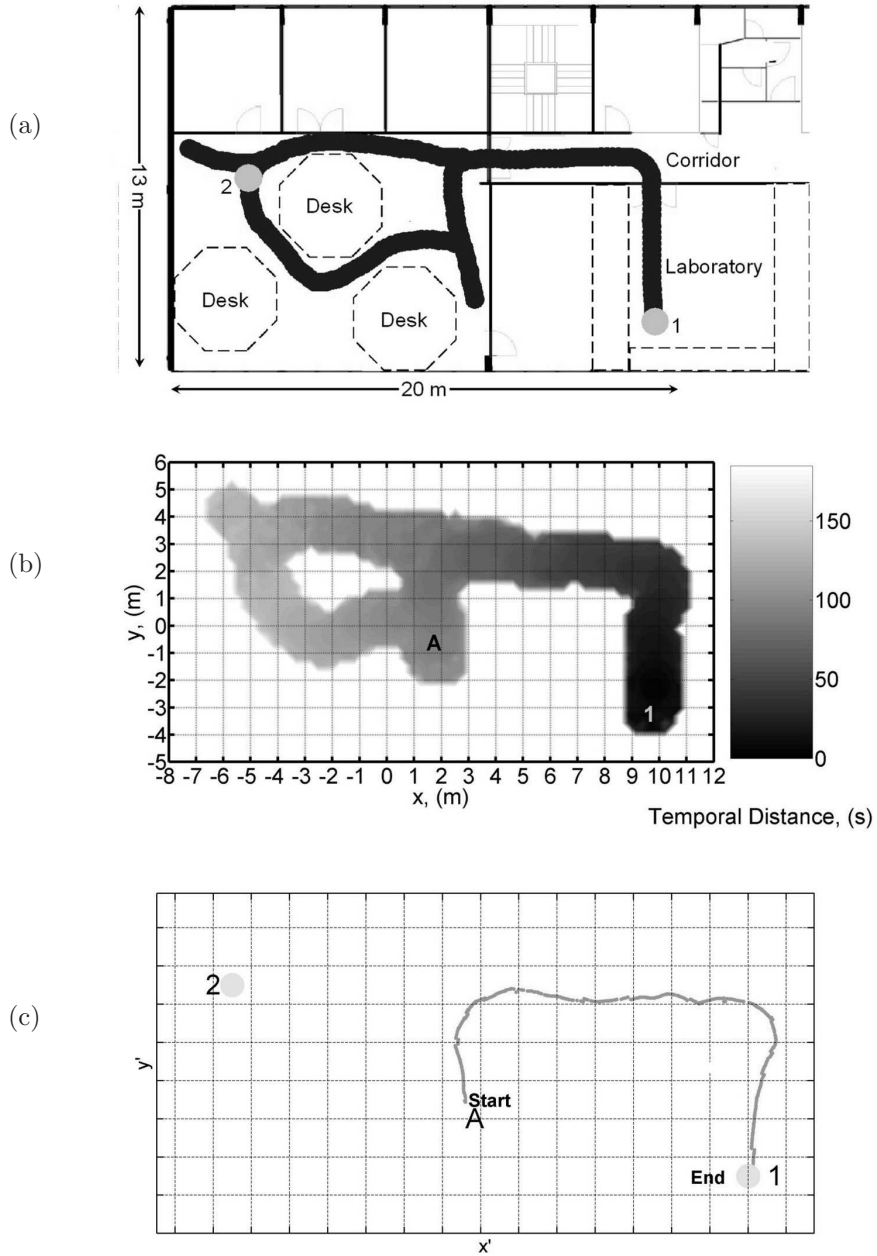 (a)
13 m
2
Desk
Desk
Desk
Corridor
Laboratory
1
20 m
(b)
6
5
4
3
2
1
0
-1
-2
-3
-4
-5
y, (m)
A
1
-8 -7 -6 -5 -4 -3 -2 -1 0 1 2 3 4 5 6 7 8 9 10 11 12
x, (m)
150
100
50
0
Temporal Distance, (s)
(c)
2
y'
Start
A
End
1
x'